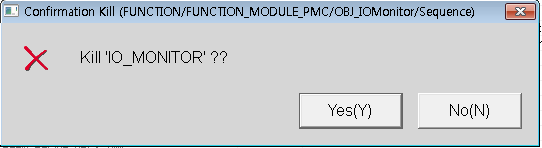 Confirmation Kill (FUNCTION/FUNCTION_MODULE_PMC/OBJ_IOMonitor/Sequence)
Kill 'IO_MONITOR' ??
Yes(Y)
No(N)